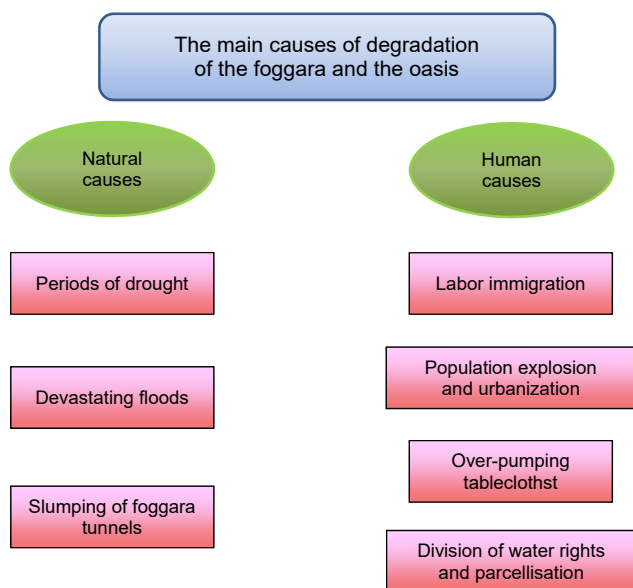 The main causes of degradation
of the foggara and the oasis
Natural
causes
Periods of drought
Devastating floods
Slumping of foggara
tunnels
Human
causes
Labor immigration
Population explosion
and urbanization
Over-pumping
tableclothst
Division of water rights
and parcellisation